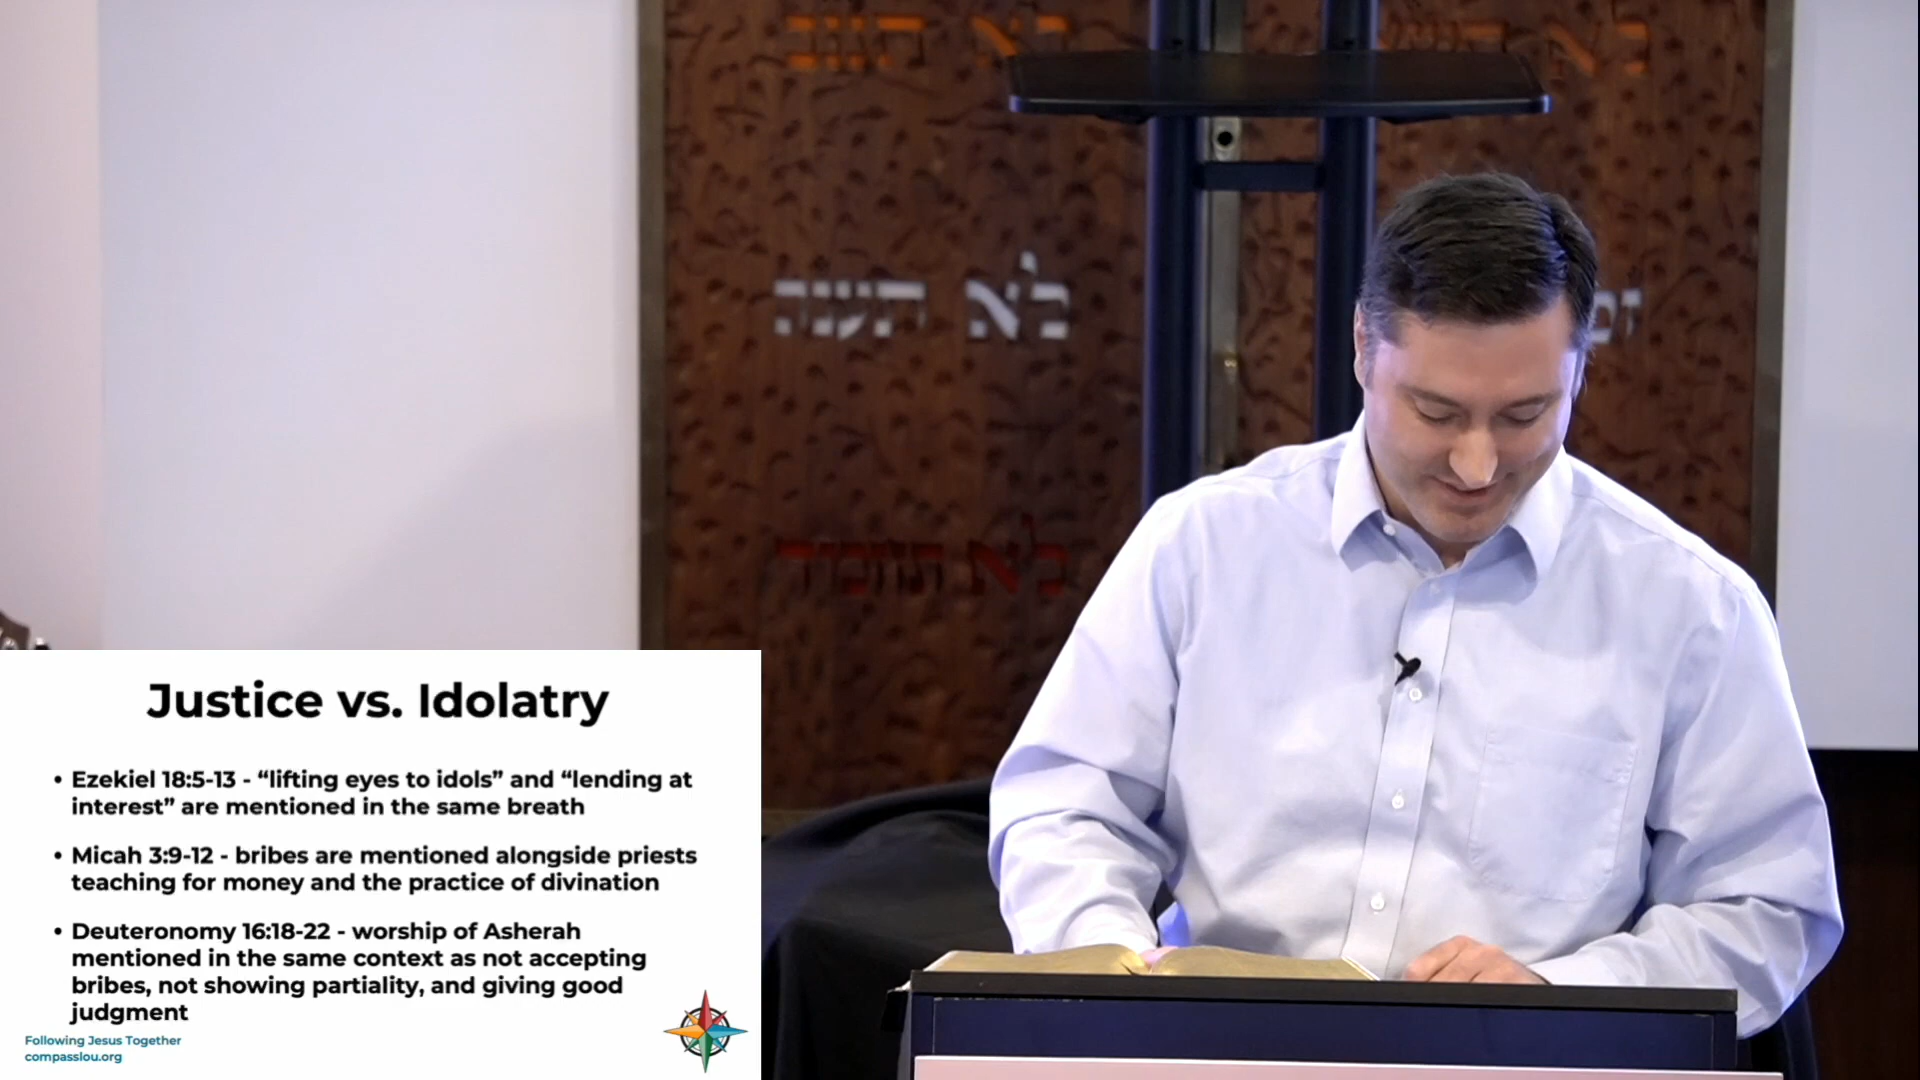 לא תעשה
Justice vs. Idolatry
• Ezekiel 18:5-13 - “lifting eyes to idols” and “lending at
interest” are mentioned in the same breath
• Micah 3:9-12 - bribes are mentioned alongside priests
teaching for money and the practice of divination
• Deuteronomy 16:18-22 - worship of Asherah
mentioned in the same context as not accepting
bribes, not showing partiality, and giving good
judgment
Following Jesus Together
compasslou.org